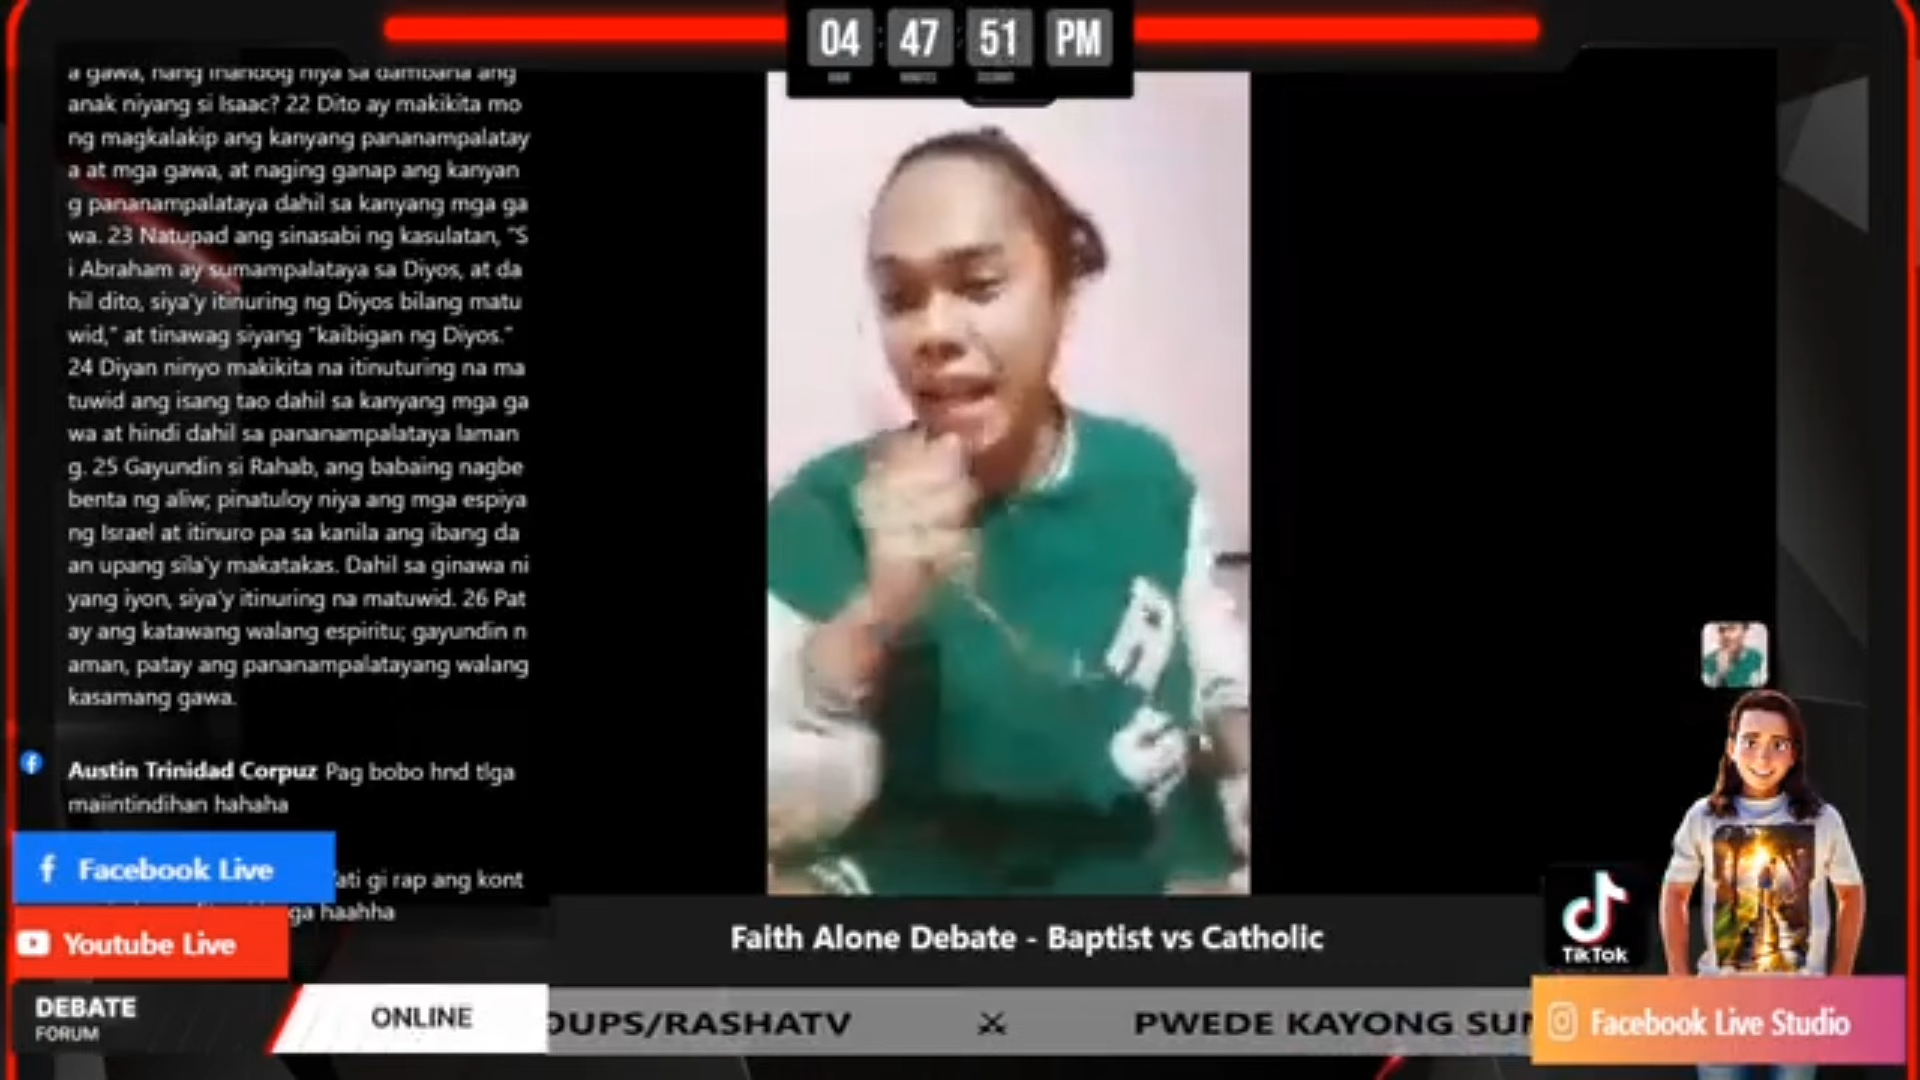 04 47 51 PM
a gawa, nang inandog niya sa dambana ang
anak niyang si Isaac? 22 Dito ay makikita mo
ng magkalakip ang kanyang pananampalatay
a at mga gawa, at naging ganap ang kanyan
g pananampalataya dahil sa kanyang mga ga
wa. 23 Natupad ang sinasabi ng kasulatan, "S
i Abraham ay sumampalataya sa Diyos, at da
hil dito, siya'y itinuring ng Diyos bilang matu
wid," at tinawag siyang "kaibigan ng Diyos."
24 Diyan ninyo makikita na itinuturing na ma
tuwid ang isang tao dahil sa kanyang mga ga
wa at hindi dahil sa pananampalataya laman
g. 25 Gayundin si Rahab, ang babaing nagbe
benta ng aliw; pinatuloy niya ang mga espiya
ng Israel at itinuro pa sa kanila ang ibang da
an upang sila'y makatakas. Dahil sa ginawa ni
yang iyon, siya'y itinuring na matuwid. 26 Pat
ay ang katawang walang espiritu; gayundin n
aman, patay ang pananampalatayang walang
kasamang gawa.
Austin Trinidad Corpuz Pag bobo hnd tlga
maiintindihan hahaha
gi rap ang kont
ga haahha
Facebook Live
Youtube Live
Faith Alone Debate - Baptist vs Catholic
TikTok
DEBATE
FORUM
ONLINE
OUPS/RASHATV PWEDE KAYONG
Facebook Live Studio